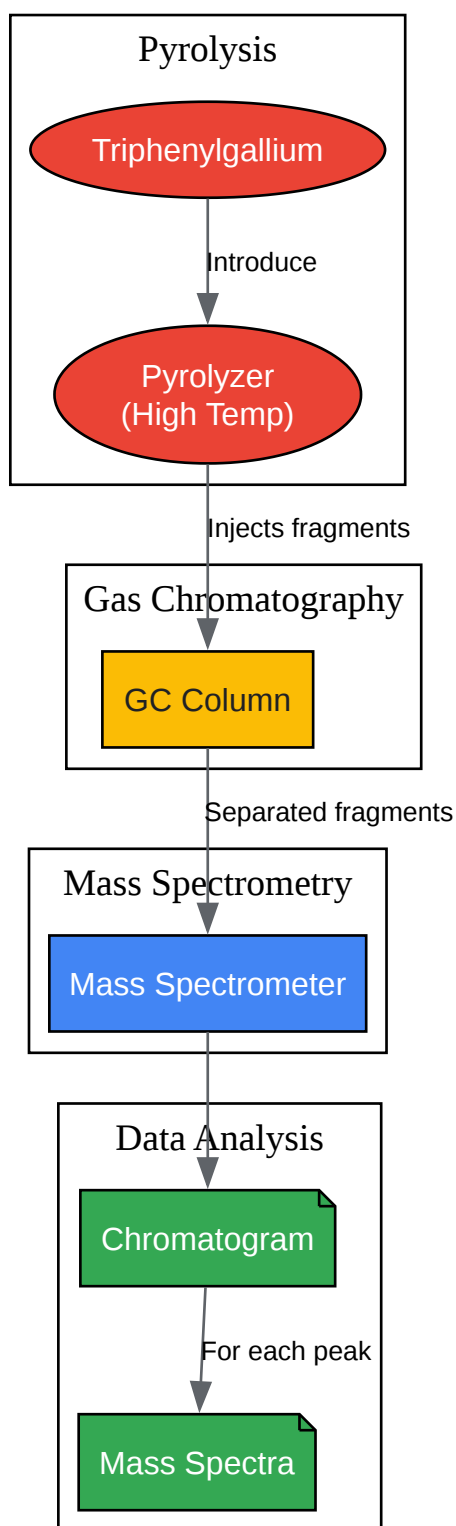 Pyrolysis
Triphenylgallium
Introduce
Pyrolyzer
(High Temp)
Injects fragments
Gas Chromatography
GC Column
Separated fragments
Mass Spectrometry
Mass Spectrometer
Data Analysis
Chromatogram
For each peak
Mass Spectra